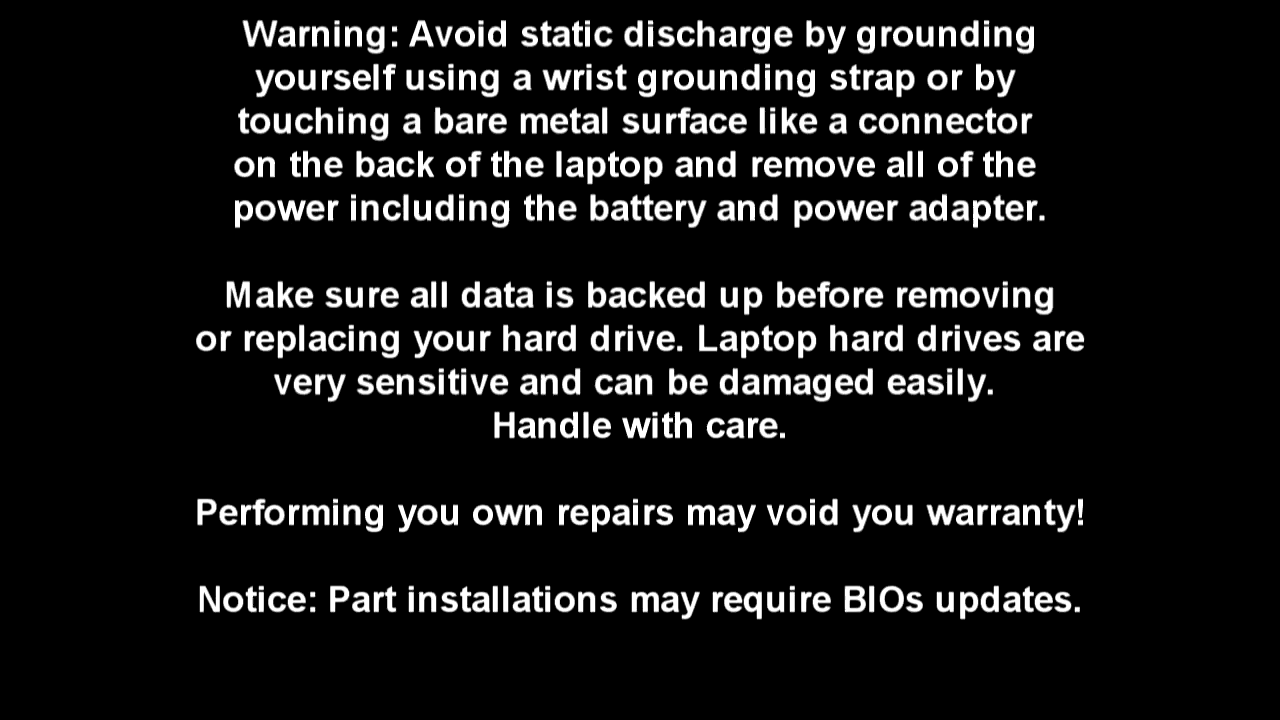 Warning: Avoid static discharge by grounding
yourself using a wrist grounding strap or by
touching a bare metal surface like a connector
on the back of the laptop and remove all of the
power including the battery and power adapter.
Make sure all data is backed up before removing
or replacing your hard drive. Laptop hard drives are
very sensitive and can be damaged easily.
Handle with care.
Performing you own repairs may void you warranty!
Notice: Part installations may require BIOs updates.